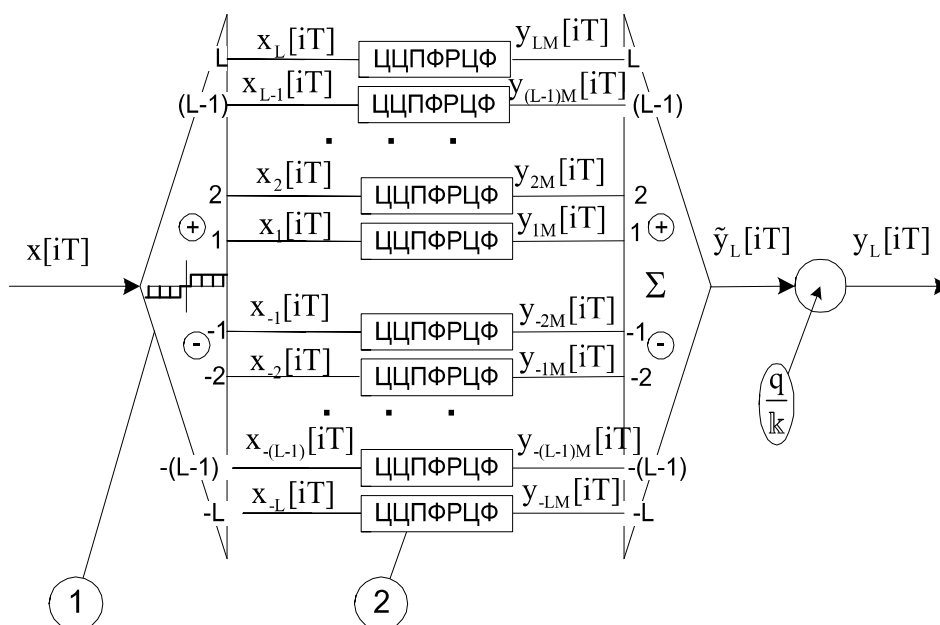 L x_L[iT] ЦЦПФРЦФ y_LM[iT] L
(L-1) x_L-1[iT] ЦЦПФРЦФ y_(L-1)M[iT] (L-1)
. . .
2 x_2[iT] ЦЦПФРЦФ y_2M[iT] 2
+ 1 x_1[iT] ЦЦПФРЦФ y_1M[iT] 1 +
x[iT] Σ ỹ_L[iT] y_L[iT]
-1 x_-1[iT] ЦЦПФРЦФ y_-2M[iT] -1
- -
-2 x_-2[iT] ЦЦПФРЦФ y_-1M[iT] -2
q
𝕜
. . .
-(L-1) x_-(L-1)[iT] ЦЦПФРЦФ y_-(L-1)M[iT] -(L-1)
-L x_-L[iT] ЦЦПФРЦФ y_-LM[iT] -L
1 2